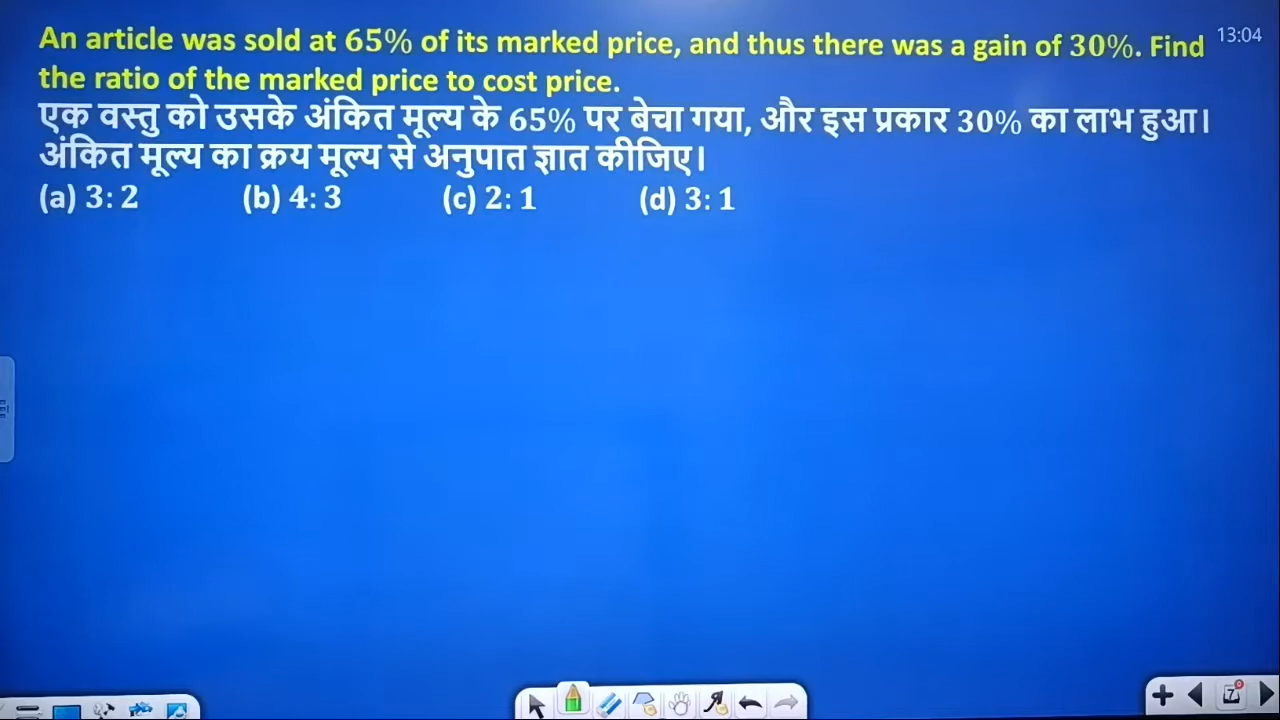 An article was sold at 65% of its marked price, and thus there was a gain of 30%. Find
13:04
the ratio of the marked price to cost price.
एक वस्तु को उसके अंकित मूल्य के 65% पर बेचा गया, और इस प्रकार 30% का लाभ हुआ।
अंकित मूल्य का क्रय मूल्य से अनुपात ज्ञात कीजिए।
(a) 3: 2 (b) 4: 3 (c) 2: 1 (d) 3: 1
7